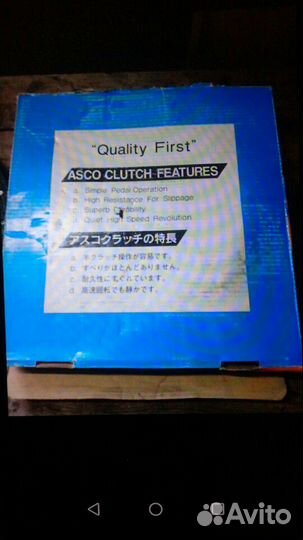 "Quality First"
ASCO CLUTCH FEATURES
a. Simple Pedal Operation
b. High Resistance For Slippage
c. Superb
d. Quiet High Speed Revolution
アスコクラッチの特長
a. クラッチ操作が容易です。
b. すべりがほとんどありません。
c. 耐久性にすぐれています。
d. 高速回転でも静かです。
Avito